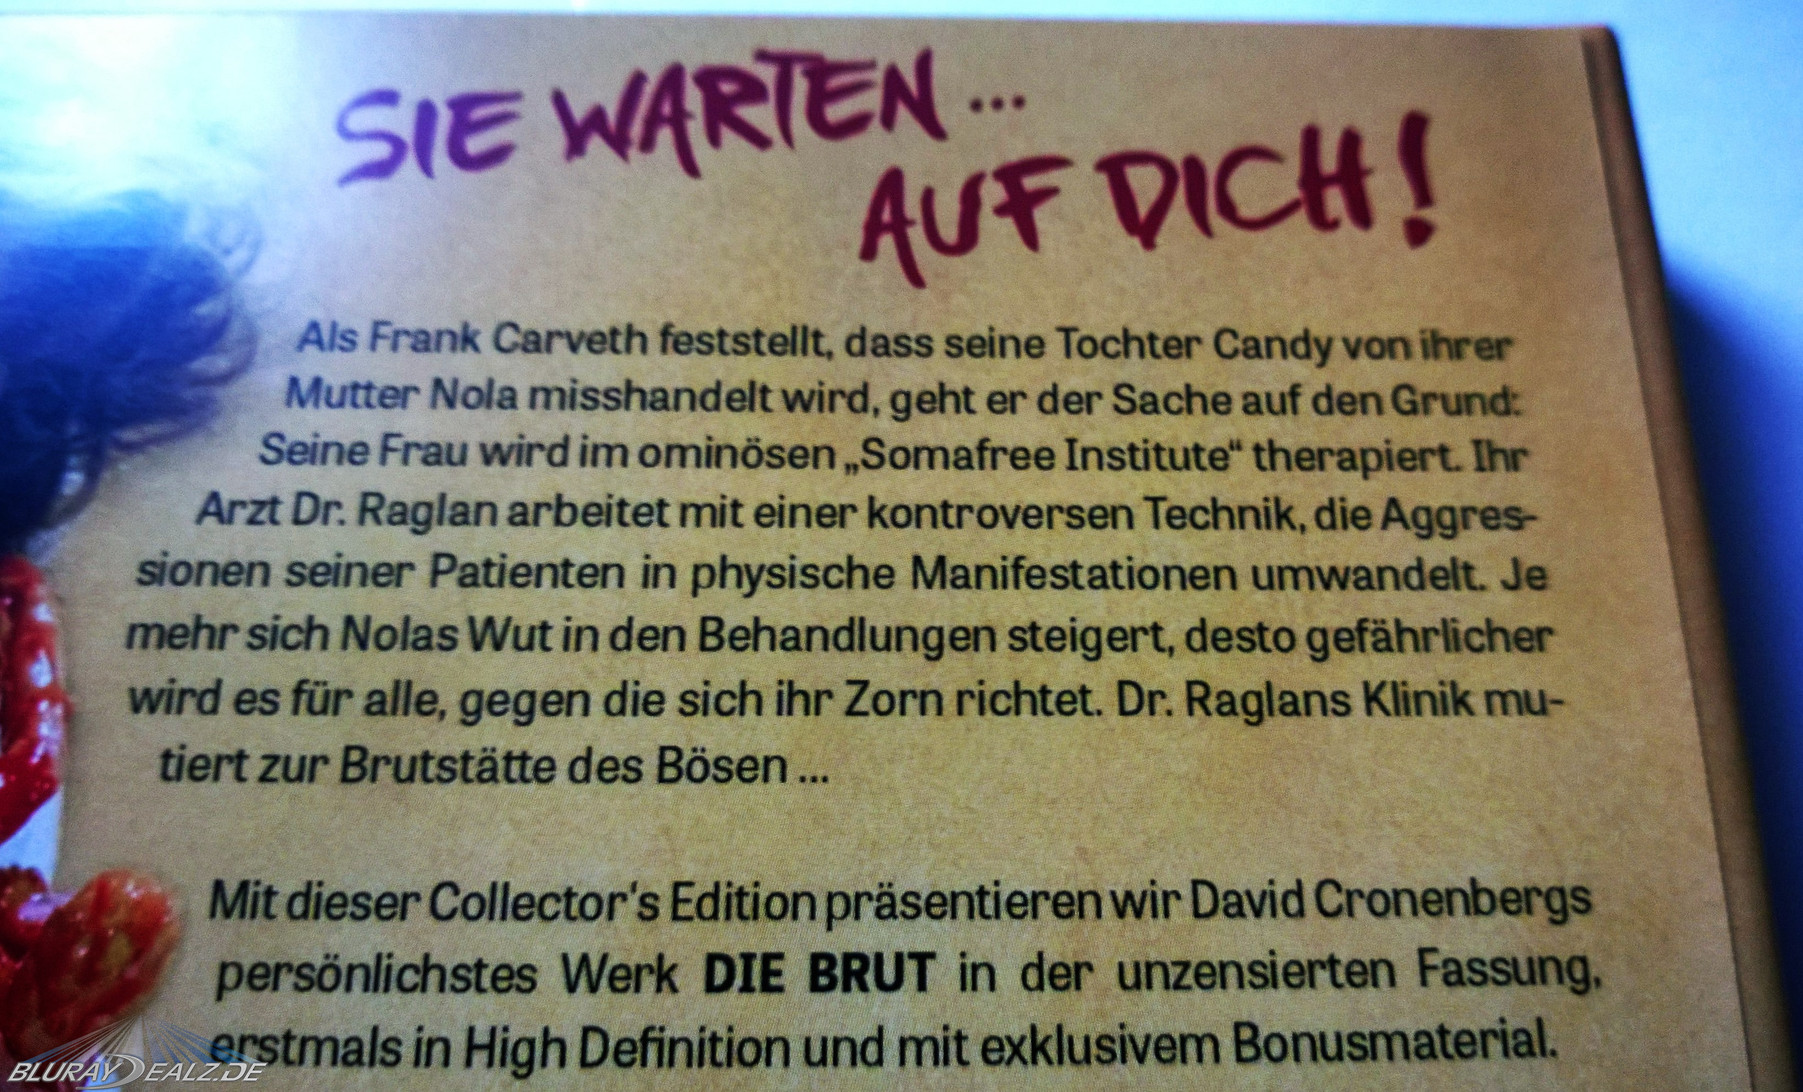 SIE WARTEN ...
AUF DICH!
Als Frank Carveth feststellt, dass seine Tochter Candy von ihrer
Mutter Nola misshandelt wird, geht er der Sache auf den Grund:
Seine Frau wird im ominösen „Somafree Institute“ therapiert. Ihr
Arzt Dr. Raglan arbeitet mit einer kontroversen Technik, die Aggres-
sionen seiner Patienten in physische Manifestationen umwandelt. Je
mehr sich Nolas Wut in den Behandlungen steigert, desto gefährlicher
wird es für alle, gegen die sich ihr Zorn richtet. Dr. Raglans Klinik mu-
tiert zur Brutstätte des Bösen ...
Mit dieser Collector's Edition präsentieren wir David Cronenbergs
persönlichstes Werk DIE BRUT in der unzensierten Fassung,
erstmals in High Definition und mit exklusivem Bonusmaterial.
BLURAYDEALZ.DE